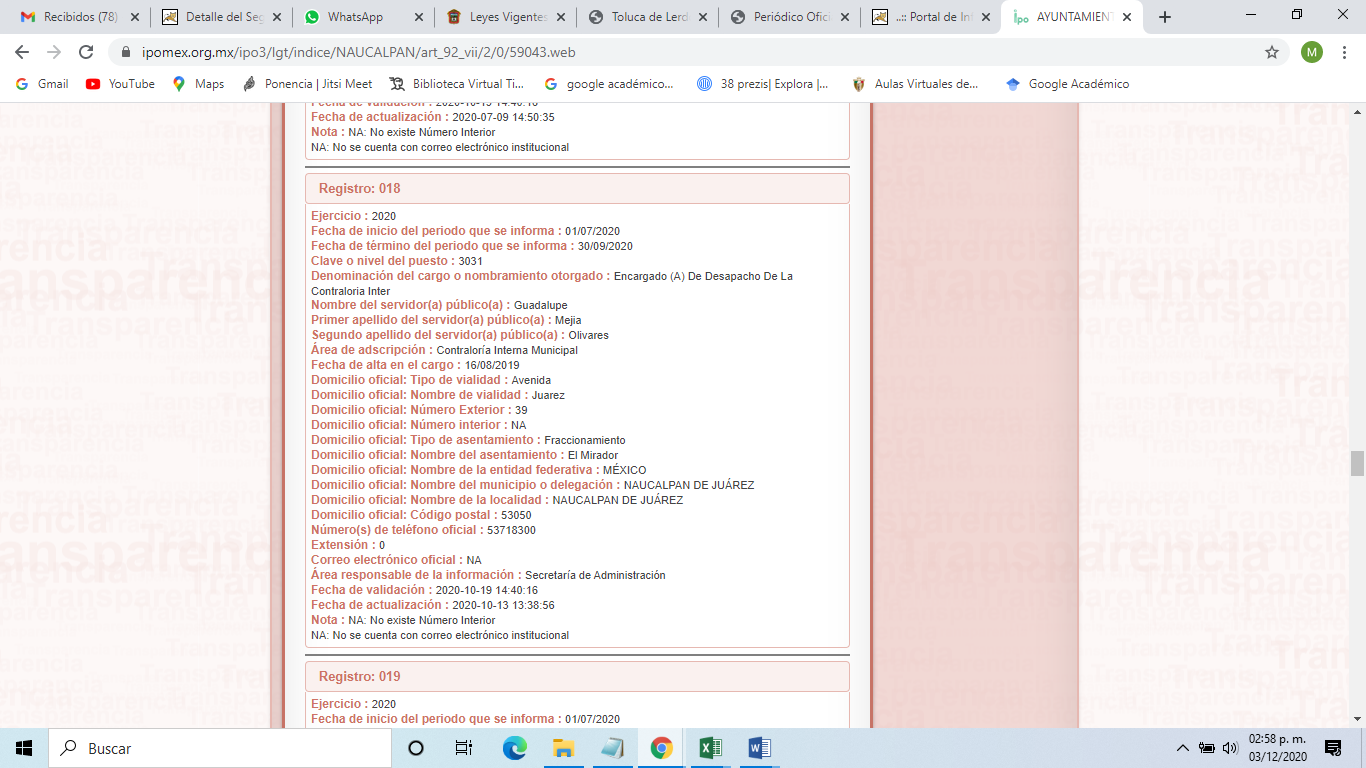 Recibidos (78)
Detalle del Seg
WhatsApp
Leyes Vigentes
Toluca de Lerd
Periódico Ofici
..:: Portal de Inf
ipo
AYUNTAMIENT
ipomex.org.mx/ipo3/lgt/indice/NAUCALPAN/art_92_vii/2/0/59043.web
M
Gmail
YouTube
Maps
Ponencia | Jitsi Meet
Biblioteca Virtual Ti...
google académico...
38 prezis| Explora |...
Aulas Virtuales de...
Google Académico
Fecha de actualización : 2020-07-09 14:50:35
Nota : NA: No existe Número Interior
NA: No se cuenta con correo electrónico institucional
Registro: 018
Ejercicio : 2020
Fecha de inicio del periodo que se informa : 01/07/2020
Fecha de término del periodo que se informa : 30/09/2020
Clave o nivel del puesto : 3031
Denominación del cargo o nombramiento otorgado : Encargado (A) De Desapacho De La
Contraloria Inter
Nombre del servidor(a) público(a) : Guadalupe
Primer apellido del servidor(a) público(a) : Mejia
Segundo apellido del servidor(a) público(a) : Olivares
Área de adscripción : Contraloría Interna Municipal
Fecha de alta en el cargo : 16/08/2019
Domicilio oficial: Tipo de vialidad : Avenida
Domicilio oficial: Nombre de vialidad : Juarez
Domicilio oficial: Número Exterior : 39
Domicilio oficial: Número interior : NA
Domicilio oficial: Tipo de asentamiento : Fraccionamiento
Domicilio oficial: Nombre del asentamiento : El Mirador
Domicilio oficial: Nombre de la entidad federativa : MÉXICO
Domicilio oficial: Nombre del municipio o delegación : NAUCALPAN DE JUÁREZ
Domicilio oficial: Nombre de la localidad : NAUCALPAN DE JUÁREZ
Domicilio oficial: Código postal : 53050
Número(s) de teléfono oficial : 53718300
Extensión : 0
Correo electrónico oficial : NA
Área responsable de la información : Secretaría de Administración
Fecha de validación : 2020-10-19 14:40:16
Fecha de actualización : 2020-10-13 13:38:56
Nota : NA: No existe Número Interior
NA: No se cuenta con correo electrónico institucional
Registro: 019
Ejercicio : 2020
Fecha de inicio del periodo que se informa : 01/07/2020
Buscar
02:58 p. m.
03/12/2020